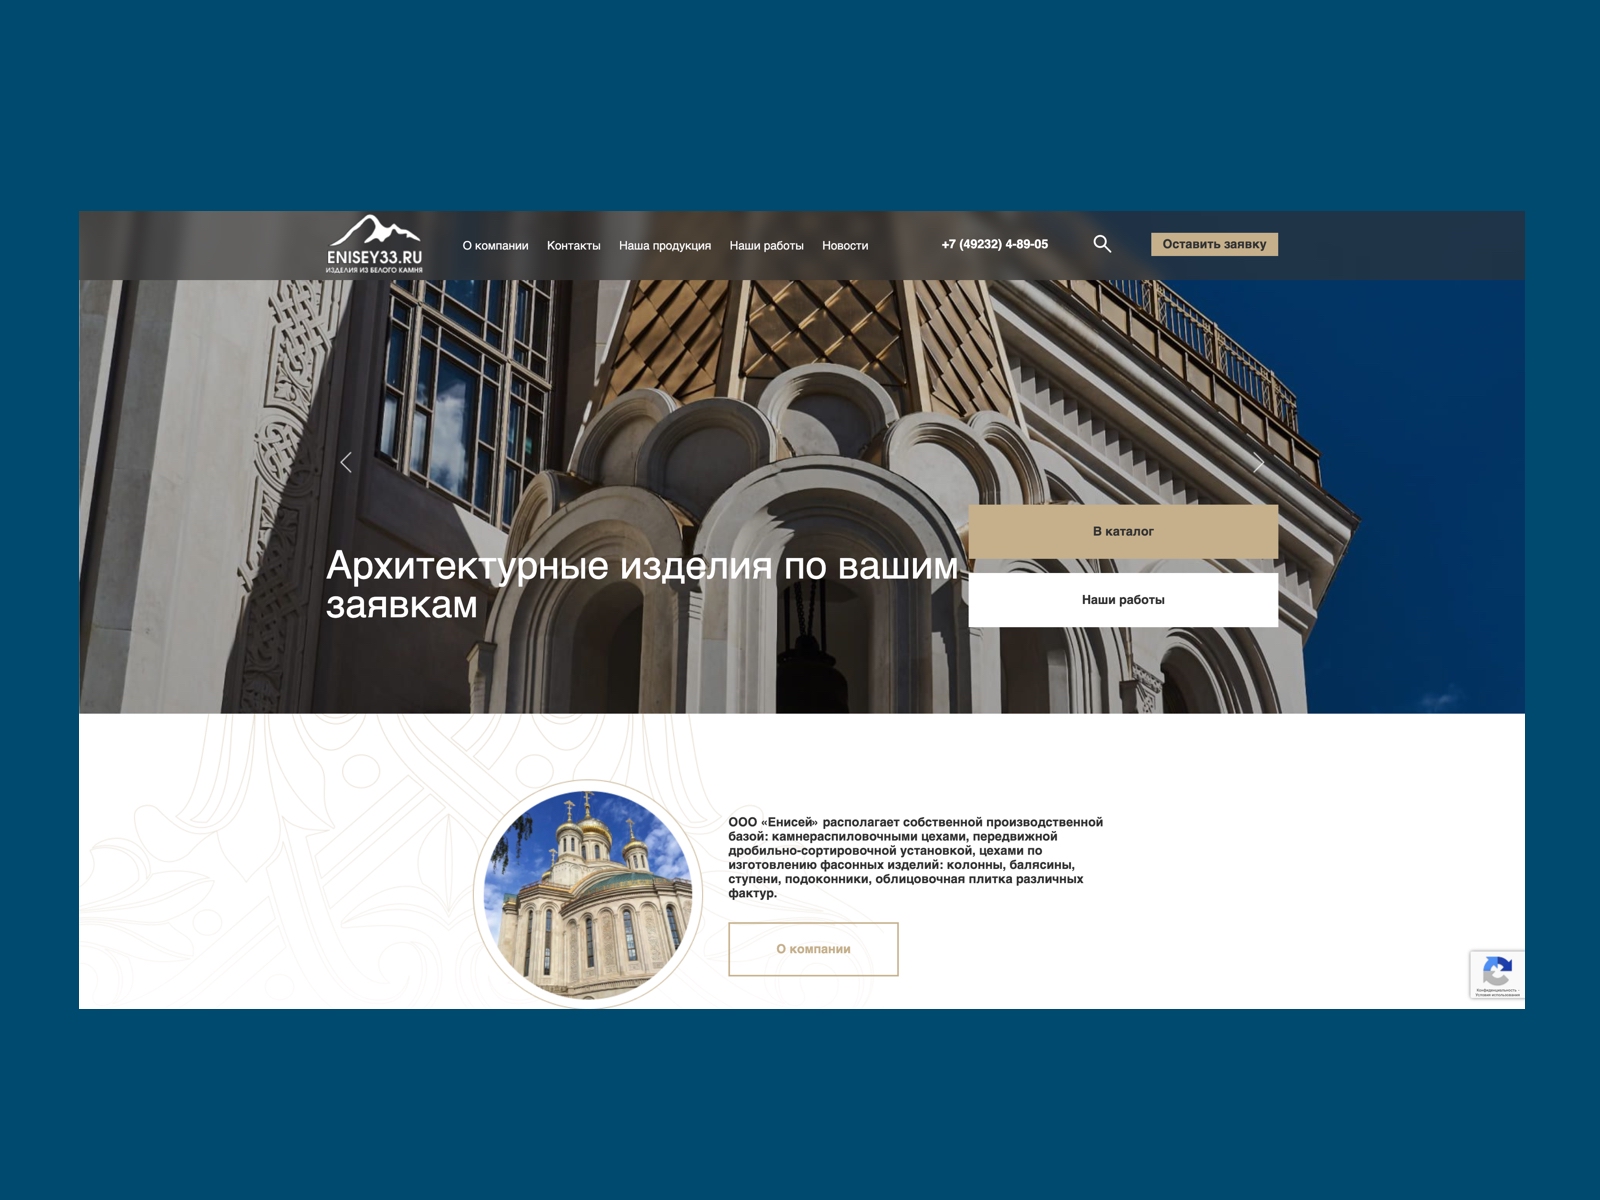 ENISEY33.RU
ИЗДЕЛИЯ ИЗ БЕЛОГО КАМНЯ
О компании
Контакты
Наша продукция
Наши работы
Новости
+7 (49232) 4-89-05
Оставить заявку
В каталог
Архитектурные изделия по вашим
заявкам
Наши работы
ООО «Енисей» располагает собственной производственной
базой: камнераспиловочными цехами, передвижной
дробильно-сортировочной установкой, цехами по
изготовлению фасонных изделий: колонны, балясины,
ступени, подоконники, облицовочная плитка различных
фактур.
О компании
Конфиденциальность -
Условия использования